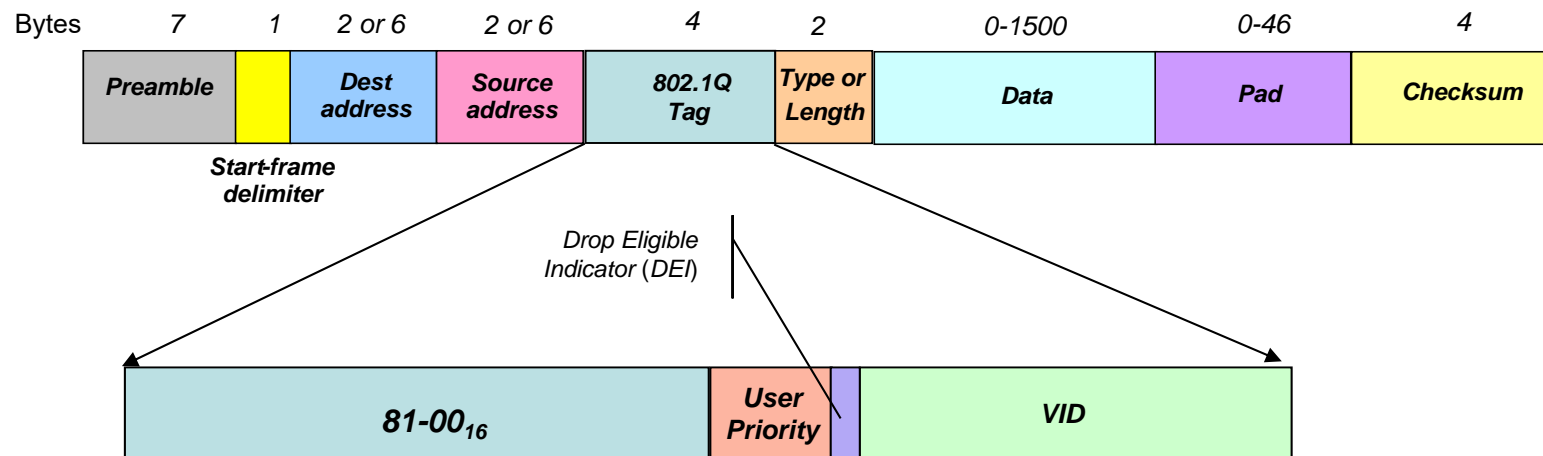 Bytes 7 1 2 or 6 2 or 6 4 2 0-1500 0-46 4
Preamble Dest address Source address 802.1Q Tag Type or Length Data Pad Checksum
Start-frame
delimiter
Drop Eligible
Indicator (DEI)
81-00₁₆ User Priority VID